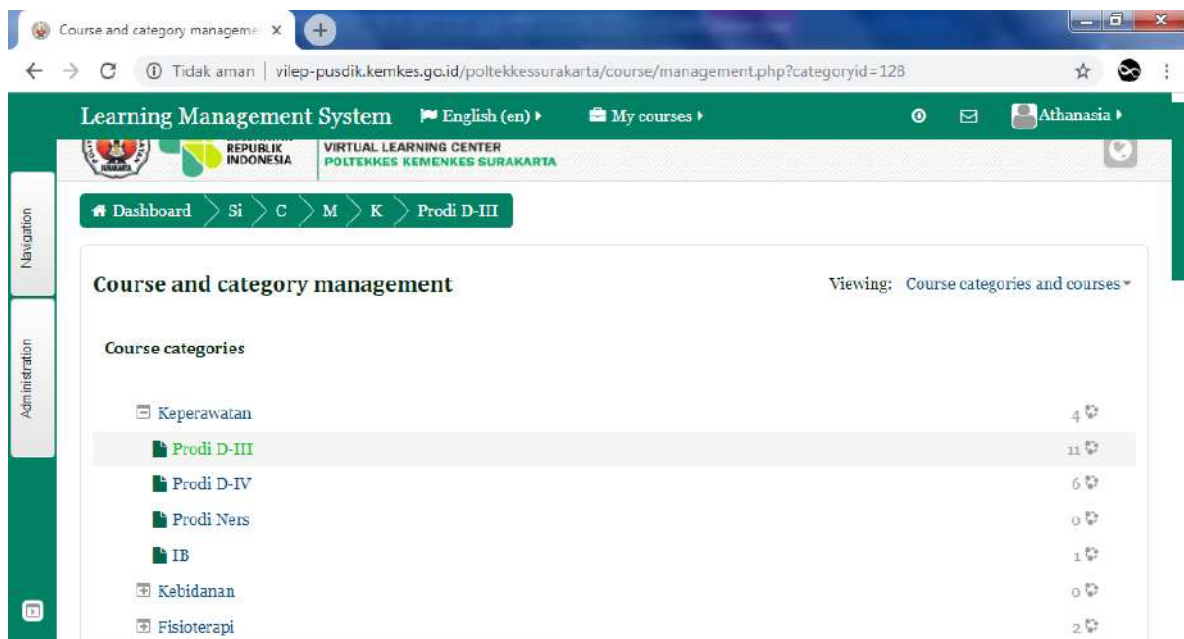 Course and category manageme
Tidak aman | vilep-pusdik.kemkes.go.id/poltekkessurakarta/course/management.php?categoryid=128
Learning Management System English (en) My courses Athanasia
REPUBLIK
INDONESIA
VIRTUAL LEARNING CENTER
POLTEKKES KEMENKES SURAKARTA
Dashboard Si C M K Prodi D-III
Navigation
Course and category management Viewing: Course categories and courses
Administration
Course categories
Keperawatan 4
Prodi D-III 11
Prodi D-IV 6
Prodi Ners 0
IB 1
Kebidanan 0
Fisioterapi 2